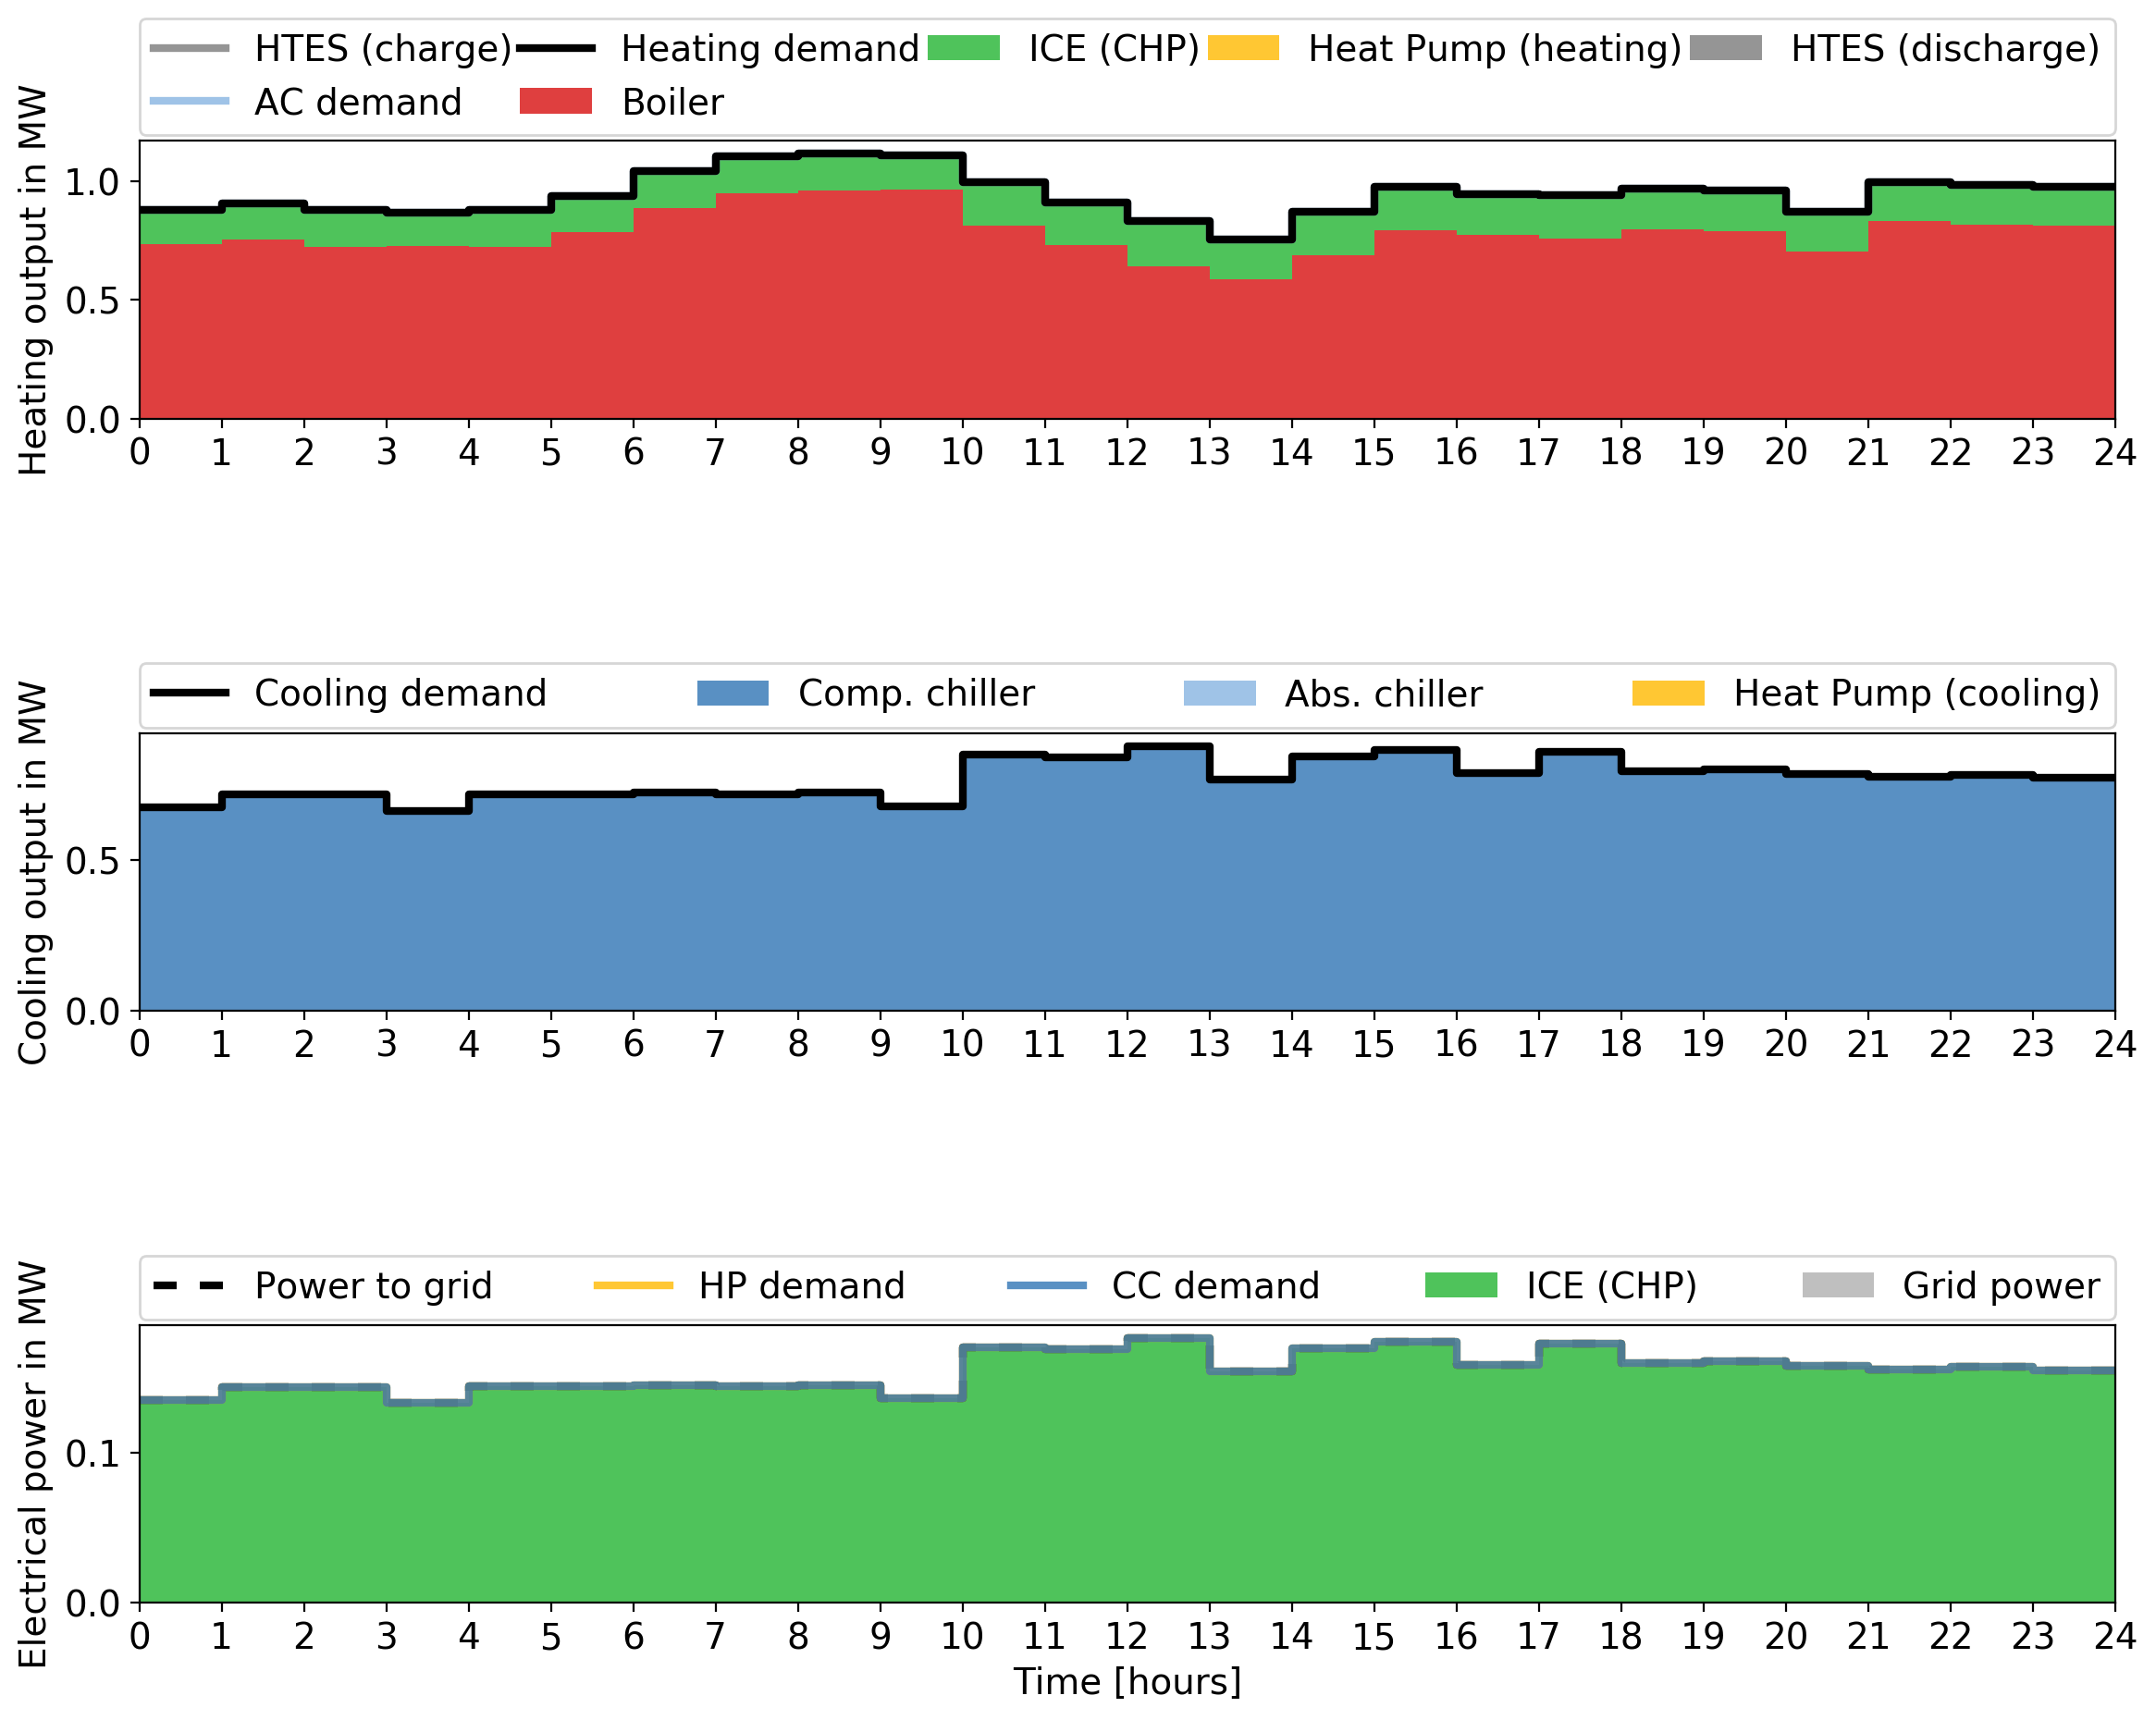 HTES (charge) Heating demand ICE (CHP) Heat Pump (heating) HTES (discharge)
AC demand Boiler
Heating output in MW
1.0
0.5
0.0
0 1 2 3 4 5 6 7 8 9 10 11 12 13 14 15 16 17 18 19 20 21 22 23 24
Cooling demand Comp. chiller Abs. chiller Heat Pump (cooling)
Cooling output in MW
0.5
0.0
0 1 2 3 4 5 6 7 8 9 10 11 12 13 14 15 16 17 18 19 20 21 22 23 24
Power to grid HP demand CC demand ICE (CHP) Grid power
Electrical power in MW
0.1
0.0
0 1 2 3 4 5 6 7 8 9 10 11 12 13 14 15 16 17 18 19 20 21 22 23 24
Time [hours]